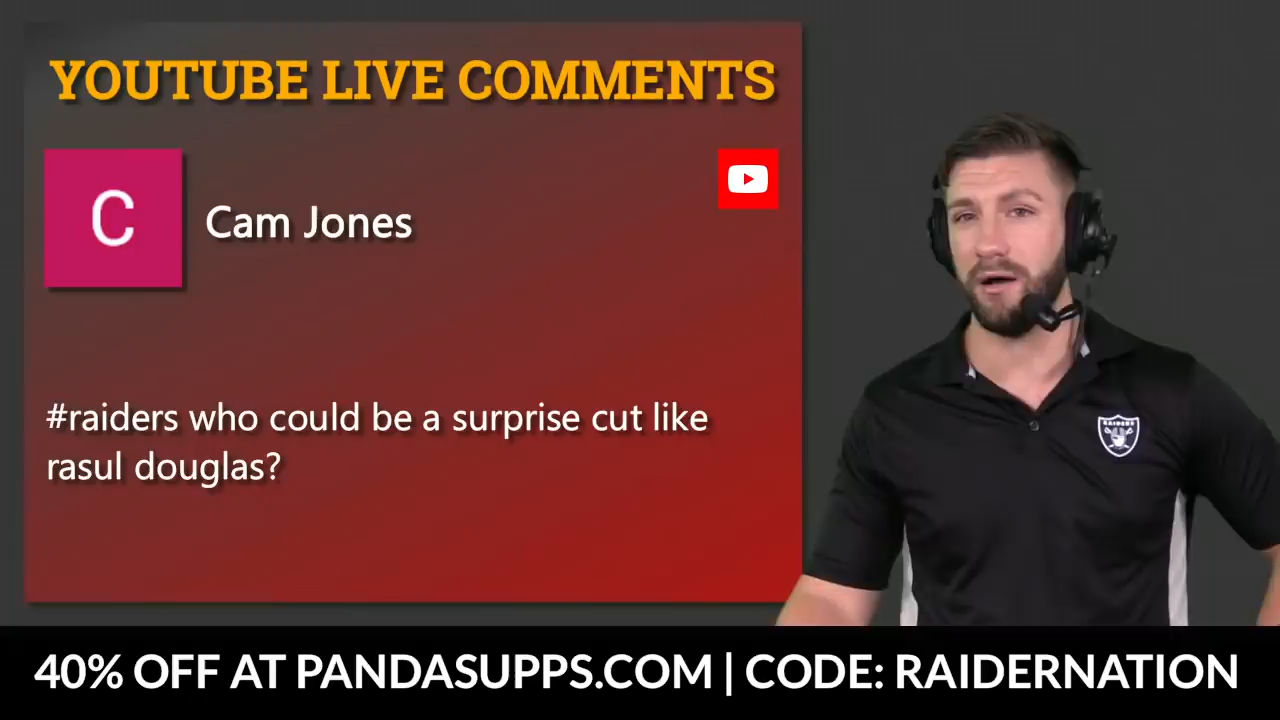 YOUTUBE LIVE COMMENTS
C
Cam Jones
#raiders who could be a surprise cut like
rasul douglas?
RAIDERS
40% OFF AT PANDASUPPS.COM | CODE: RAIDERNATION